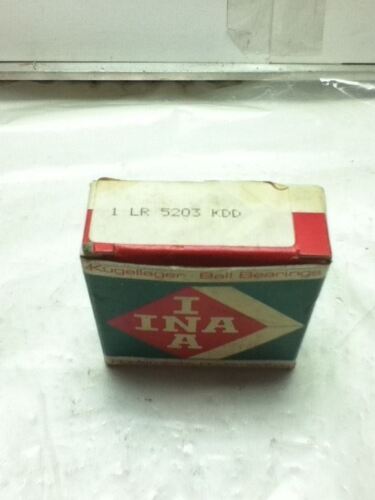 1 LR 5203 KDD
Kugellager · Ball Bearings
I
INA
A